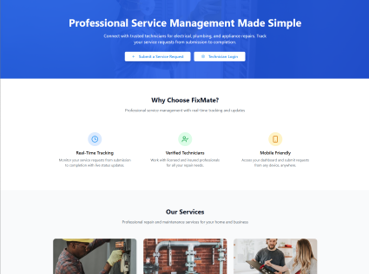 Professional Service Management Made Simple
Connect with trusted technicians for electrical, plumbing, and appliance repairs. Track
your service requests from submission to completion.
Submit a Service Request
Technician Login
Why Choose FixMate?
Professional service management with real-time tracking and updates
Real-Time Tracking
Verified Technicians
Mobile Friendly
Monitor your service requests from submission
to completion with live status updates
Work with licensed and insured professionals
for all your repair needs
Access your dashboard and submit requests
from any device, anywhere
Our Services
Professional repair and maintenance services for your home and business